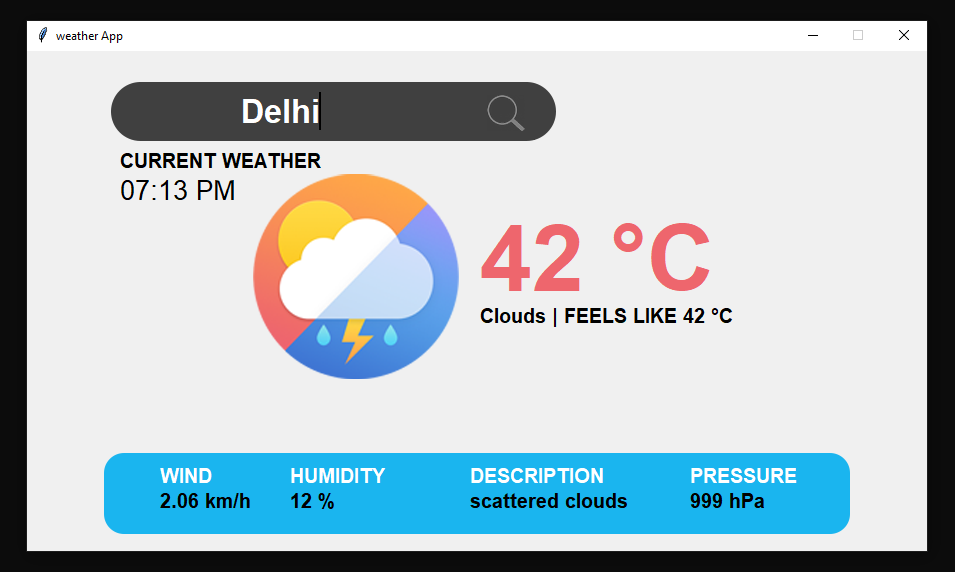 weather App
Delhi
CURRENT WEATHER
07:13 PM
42 °C
Clouds | FEELS LIKE 42 °C
WIND HUMIDITY DESCRIPTION PRESSURE
2.06 km/h 12 % scattered clouds 999 hPa